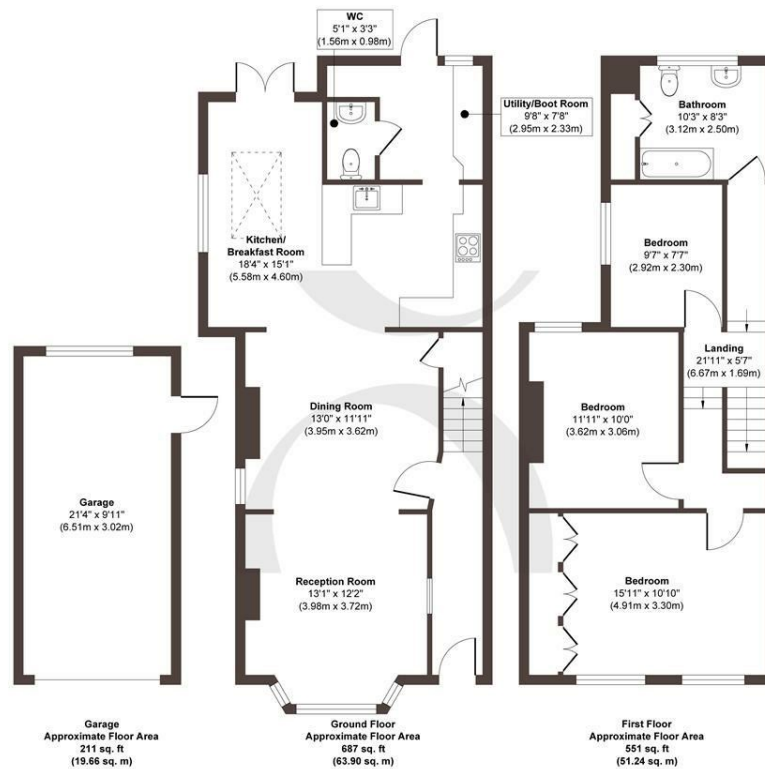 WC
5'1" x 3'3"
(1.56m x 0.98m)
Utility/Boot Room
9'8" x 7'8"
(2.95m x 2.33m)
Bathroom
10'3" x 8'3"
(3.12m x 2.50m)
Kitchen/
Breakfast Room
18'4" x 15'1"
(5.58m x 4.60m)
Bedroom
9'7" x 7'7"
(2.92m x 2.30m)
Landing
21'11" x 5'7"
(6.67m x 1.69m)
Dining Room
13'0" x 11'11"
(3.95m x 3.62m)
Bedroom
11'11" x 10'0"
(3.62m x 3.06m)
Garage
21'4" x 9'11"
(6.51m x 3.02m)
Reception Room
13'1" x 12'2"
(3.98m x 3.72m)
Bedroom
15'11" x 10'10"
(4.91m x 3.30m)
Garage
Approximate Floor Area
211 sq. ft
(19.66 sq. m)
Ground Floor
Approximate Floor Area
687 sq. ft
(63.90 sq. m)
First Floor
Approximate Floor Area
551 sq. ft
(51.24 sq. m)